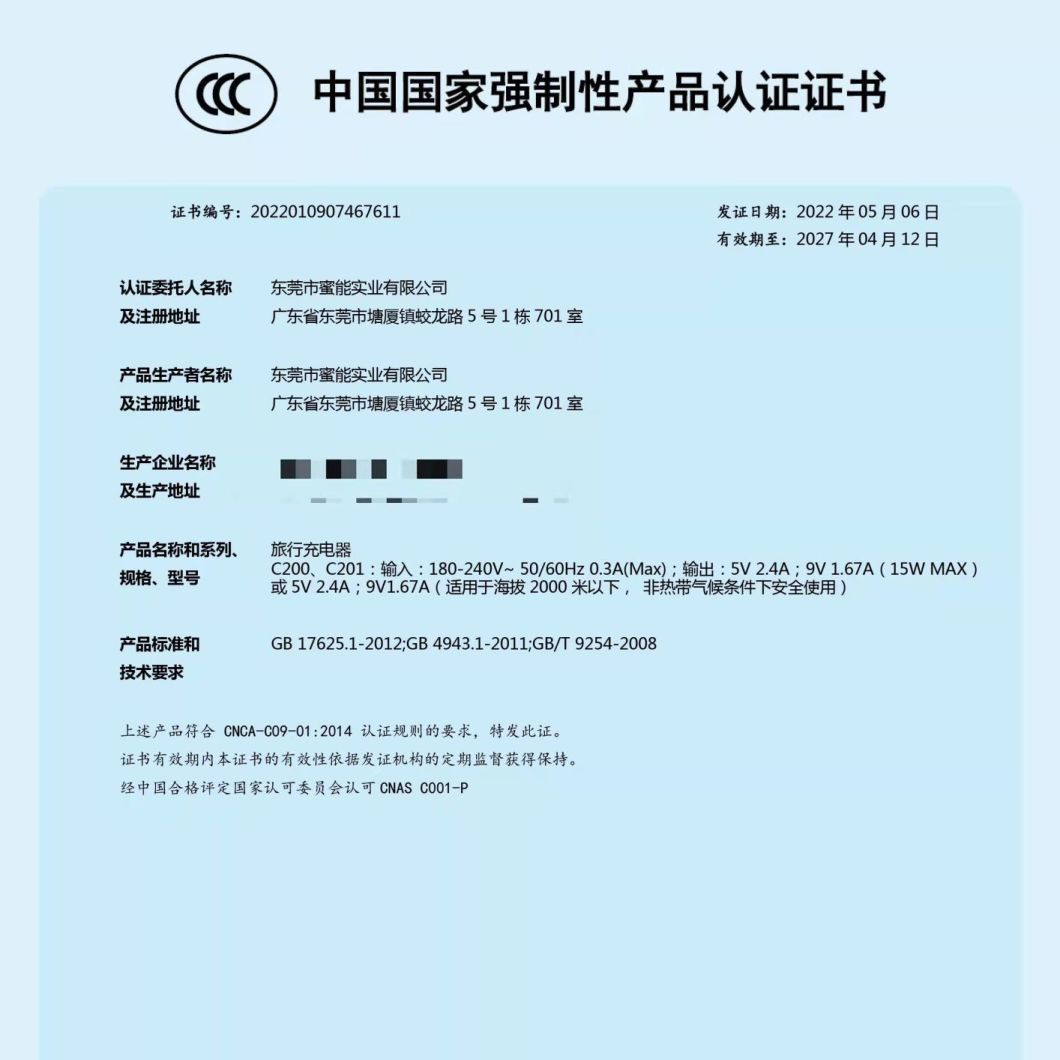 CCC 中国国家强制性产品认证证书
证书编号：2022010907467611
发证日期：2022 年 05 月 06 日
有效期至：2027 年 04 月 12 日
认证委托人名称 东莞市蜜能实业有限公司
及注册地址 广东省东莞市塘厦镇蛟龙路 5 号 1 栋 701 室
产品生产者名称 东莞市蜜能实业有限公司
及注册地址 广东省东莞市塘厦镇蛟龙路 5 号 1 栋 701 室
生产企业名称
及生产地址
产品名称和系列、 旅行充电器
规格、型号 C200、C201：输入：180-240V~ 50/60Hz 0.3A(Max)；输出：5V 2.4A；9V 1.67A（15W MAX）
或 5V 2.4A；9V1.67A（适用于海拔 2000 米以下， 非热带气候条件下安全使用）
产品标准和 GB 17625.1-2012;GB 4943.1-2011;GB/T 9254-2008
技术要求
上述产品符合 CNCA-C09-01:2014 认证规则的要求，特发此证。
证书有效期内本证书的有效性依据发证机构的定期监督获得保持。
经中国合格评定国家认可委员会认可 CNAS C001-P